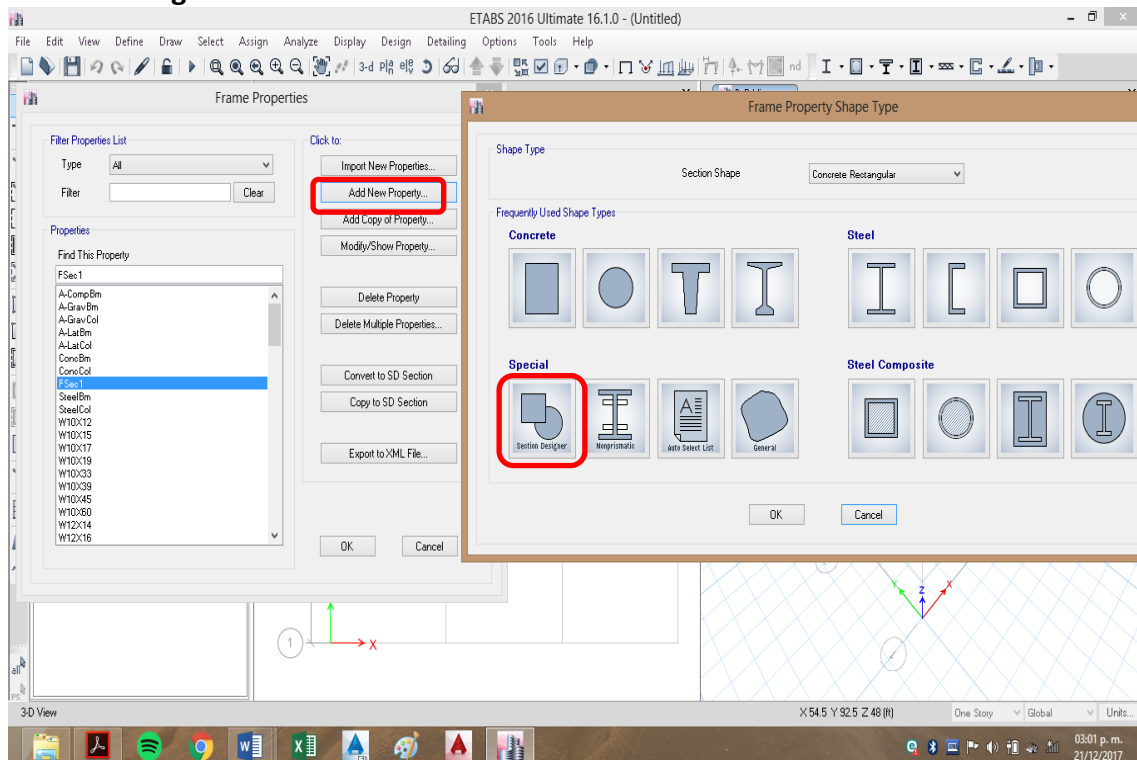 ETABS 2016 Ultimate 16.1.0 - (Untitled)
File Edit View Define Draw Select Assign Analyze Display Design Detailing Options Tools Help
3-d
nd
Frame Properties
Filter Properties List
Type All
Filter Clear
Properties
Find This Property
FSec1
A-CompBm
A-GravBm
A-GravCol
A-LatBm
A-LatCol
ConcBm
ConcCol
FSec1
SteelBm
SteelCol
W10X12
W10X15
W10X17
W10X19
W10X33
W10X39
W10X45
W10X60
W12X14
W12X16
Click to:
Import New Properties...
Add New Property...
Add Copy of Property...
Modify/Show Property...
Delete Property
Delete Multiple Properties...
Convert to SD Section
Copy to SD Section
Export to XML File...
OK Cancel
Frame Property Shape Type
Shape Type
Section Shape Concrete Rectangular
Frequently Used Shape Types
Concrete Steel
Special Steel Composite
Section Designer Nonprismatic Auto Select List General
OK Cancel
1 X
Y Z X
all
PS
3-D View X 54.5 Y 92.5 Z 48 (ft) One Story Global Units...
03:01 p. m.
21/12/2017